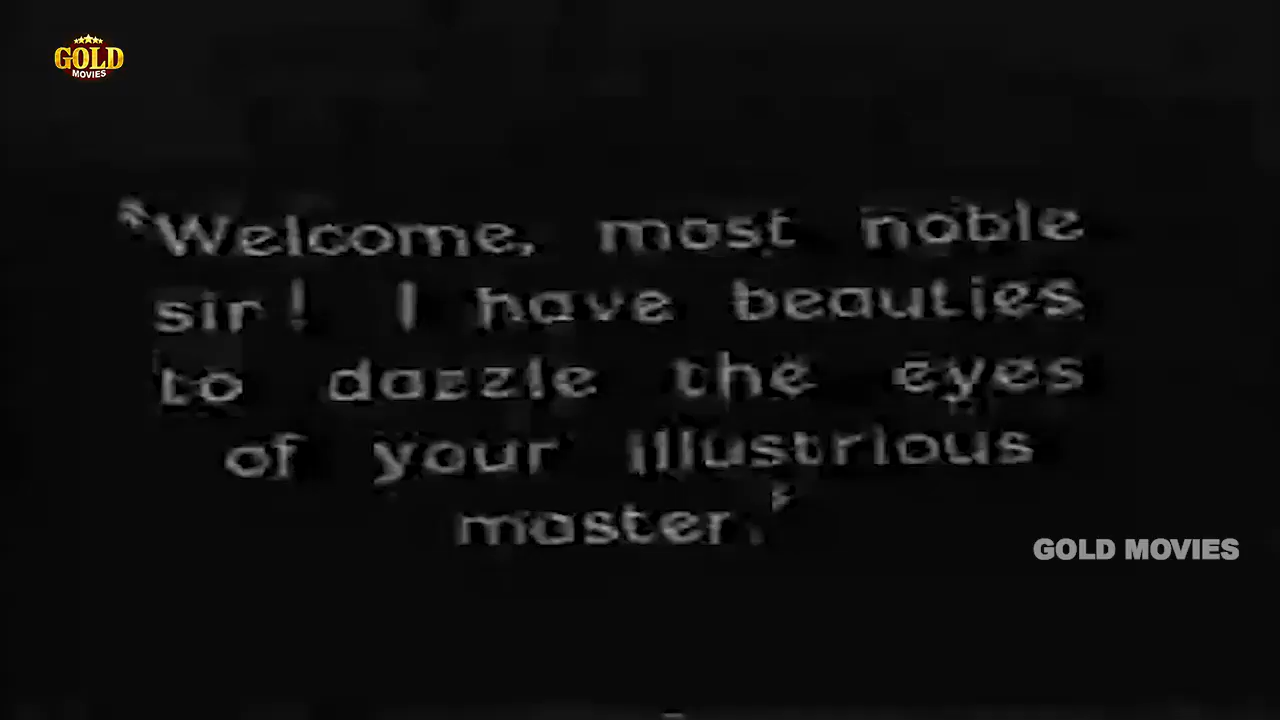 GOLD
MOVIES
"Welcome, most noble
sir! I have beauties
to dazzle the eyes
of your illustrious
master."
GOLD MOVIES